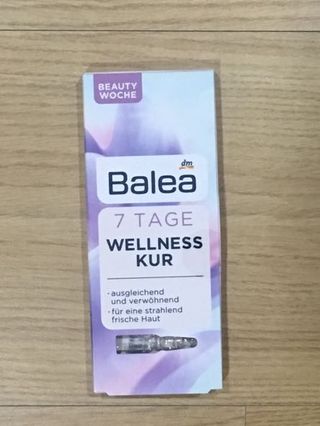 BEAUTY
WOCHE
dm
Balea
7 TAGE
WELLNESS
KUR
• ausgleichend
und verwöhnend
• für eine strahlend
frische Haut